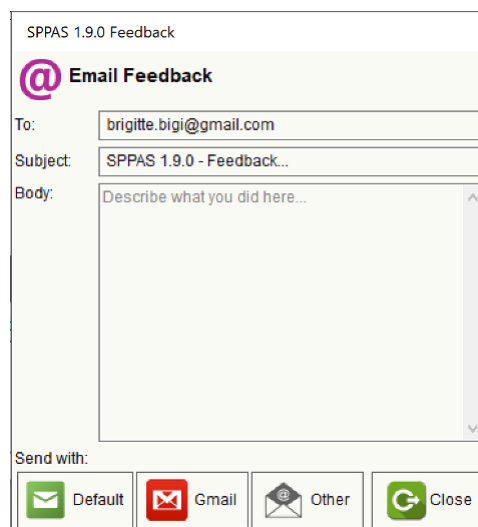 SPPAS 1.9.0 Feedback
@ Email Feedback
To: brigitte.bigi@gmail.com
Subject: SPPAS 1.9.0 - Feedback...
Body: Describe what you did here...
Send with:
Default Gmail Other Close